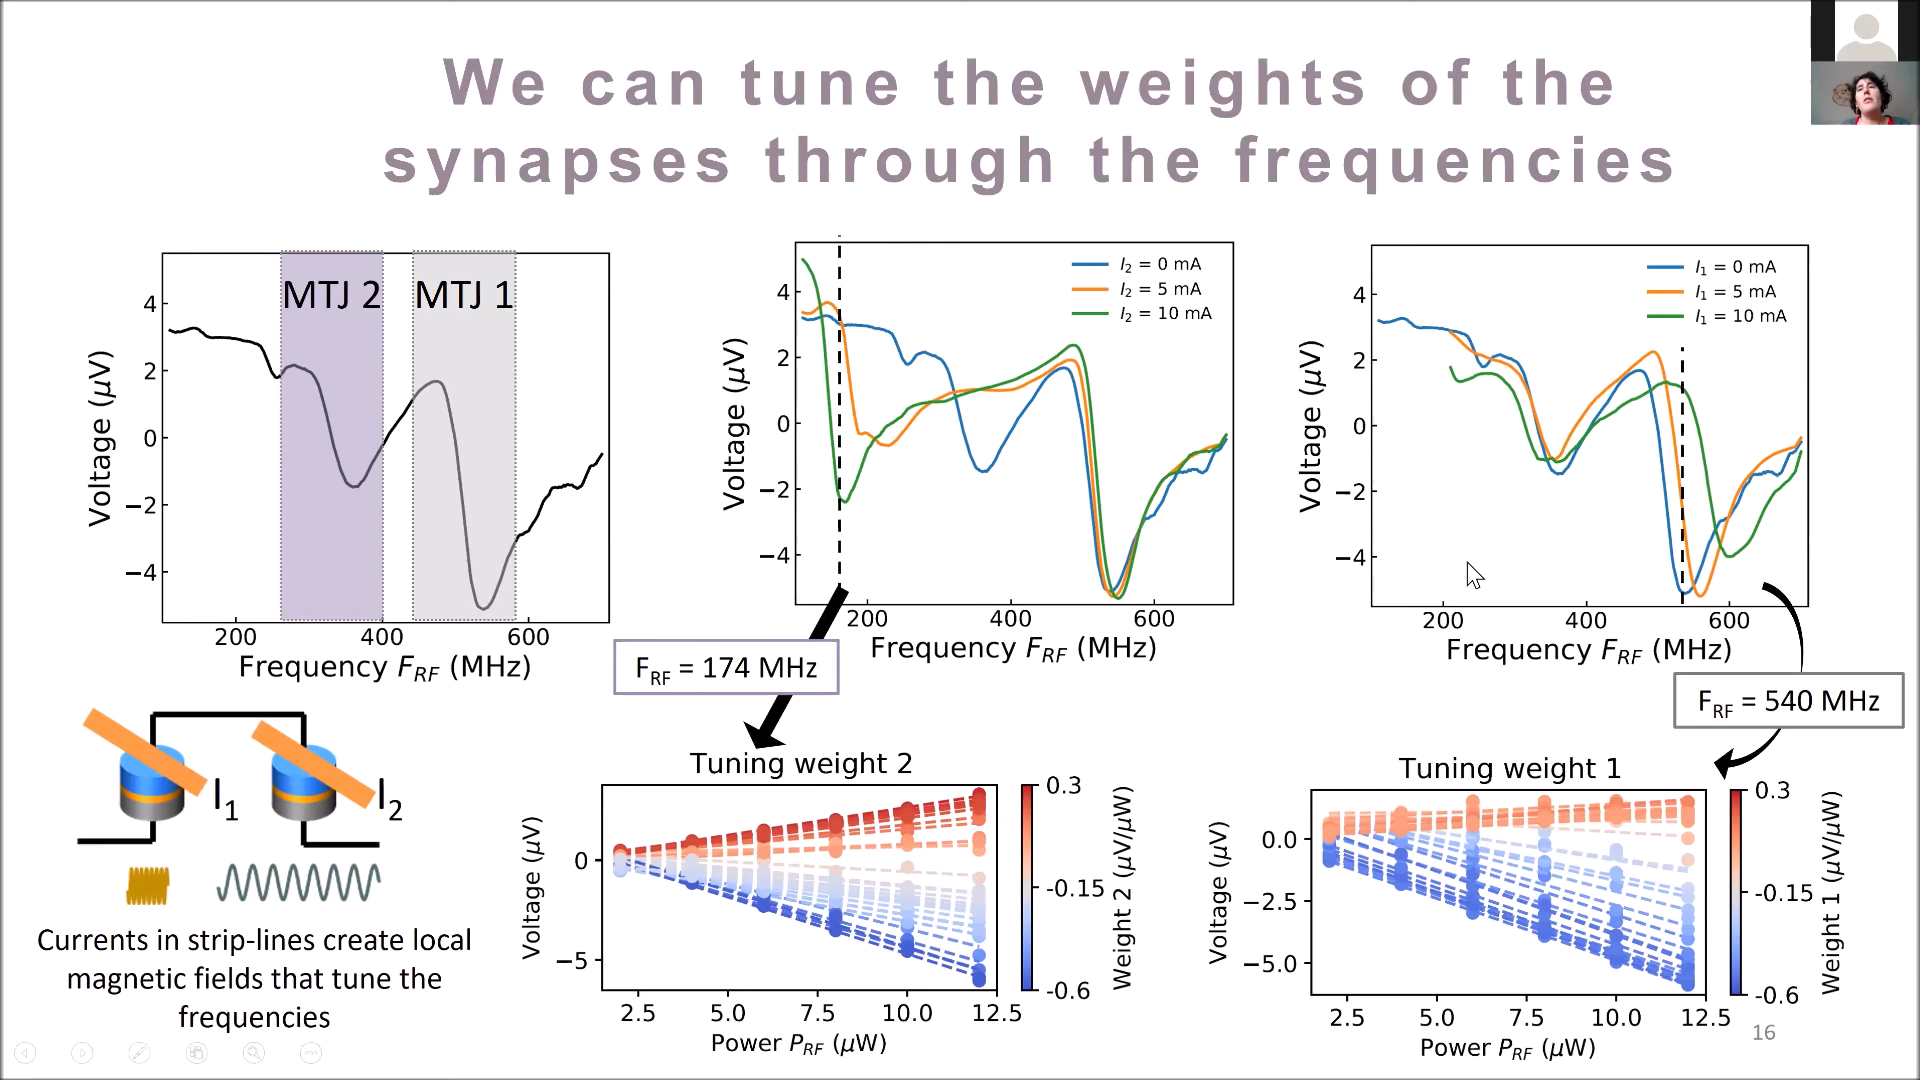 We can tune the weights of the
synapses through the frequencies
MTJ 2
MTJ 1
4
2
0
−2
−4
Voltage (μV)
200
400
600
Frequency F_RF (MHz)
I₂ = 0 mA
I₂ = 5 mA
I₂ = 10 mA
4
2
0
−2
−4
Voltage (μV)
200
400
600
Frequency F_RF (MHz)
I₁ = 0 mA
I₁ = 5 mA
I₁ = 10 mA
4
2
0
−2
−4
Voltage (μV)
200
400
600
Frequency F_RF (MHz)
F_RF = 174 MHz
F_RF = 540 MHz
I₁
I₂
Currents in strip-lines create local
magnetic fields that tune the
frequencies
Tuning weight 2
0
−5
Voltage (μV)
2.5
5.0
7.5
10.0
12.5
Power P_RF (μW)
0.3
-0.15
-0.6
Weight 2 (μV/μW)
Tuning weight 1
0.0
−2.5
−5.0
Voltage (μV)
2.5
5.0
7.5
10.0
12.5
Power P_RF (μW)
0.3
-0.15
-0.6
Weight 1 (μV/μW)
16